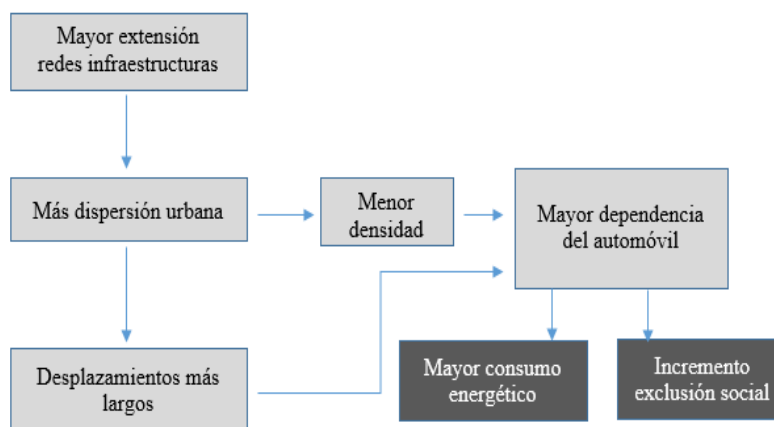 Mayor extensión
redes infraestructuras
Más dispersión urbana
Menor
densidad
Mayor dependencia
del automóvil
Desplazamientos más
largos
Mayor consumo
energético
Incremento
exclusión social